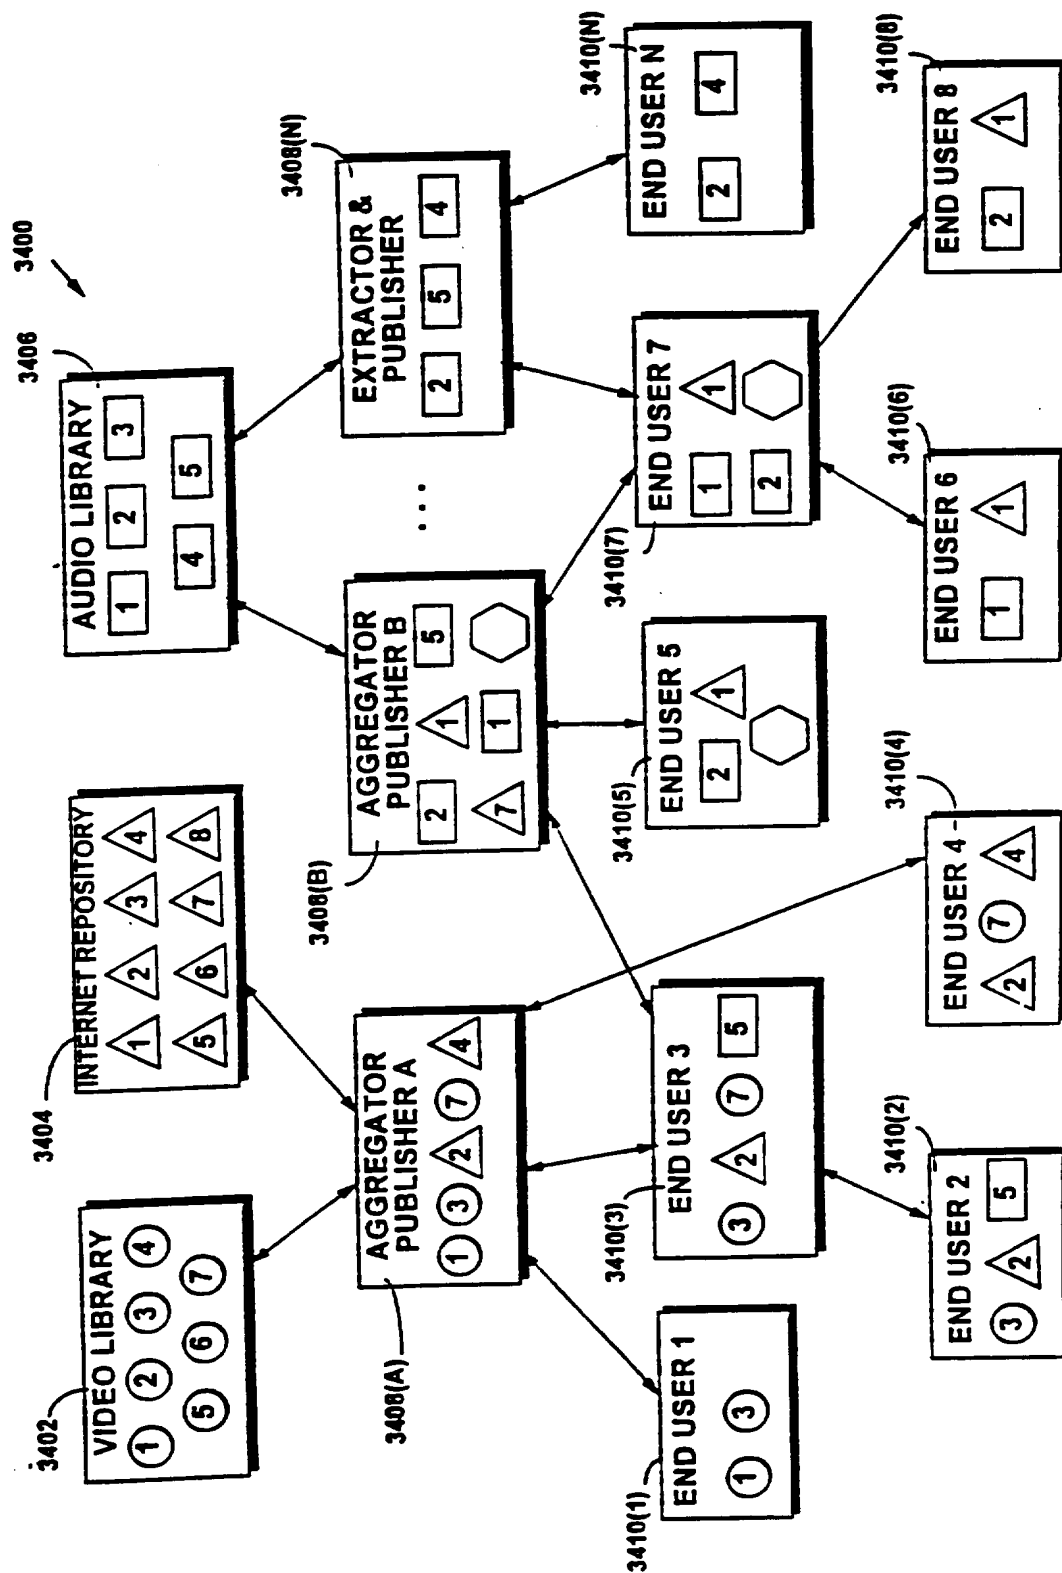 3400
3402
VIDEO LIBRARY
1 2 3 4
5 6 7
3404
INTERNET REPOSITORY
1 2 3 4
5 6 7 8
3406
AUDIO LIBRARY
1 2 3
4 5
3408(A)
AGGREGATOR
PUBLISHER A
1 3 2 7 4
3408(B)
AGGREGATOR
PUBLISHER B
2 1 5
7 1
...
3408(N)
EXTRACTOR &
PUBLISHER
2 5 4
3410(1)
END USER 1
1 3
3410(3)
END USER 3
3 2 7 5
3410(5)
END USER 5
2 1
3410(7)
END USER 7
1 1
2
3410(N)
END USER N
2 4
3410(2)
END USER 2
3 2 5
3410(4)
END USER 4
2 7 4
3410(6)
END USER 6
1 1
3410(8)
END USER 8
2 1